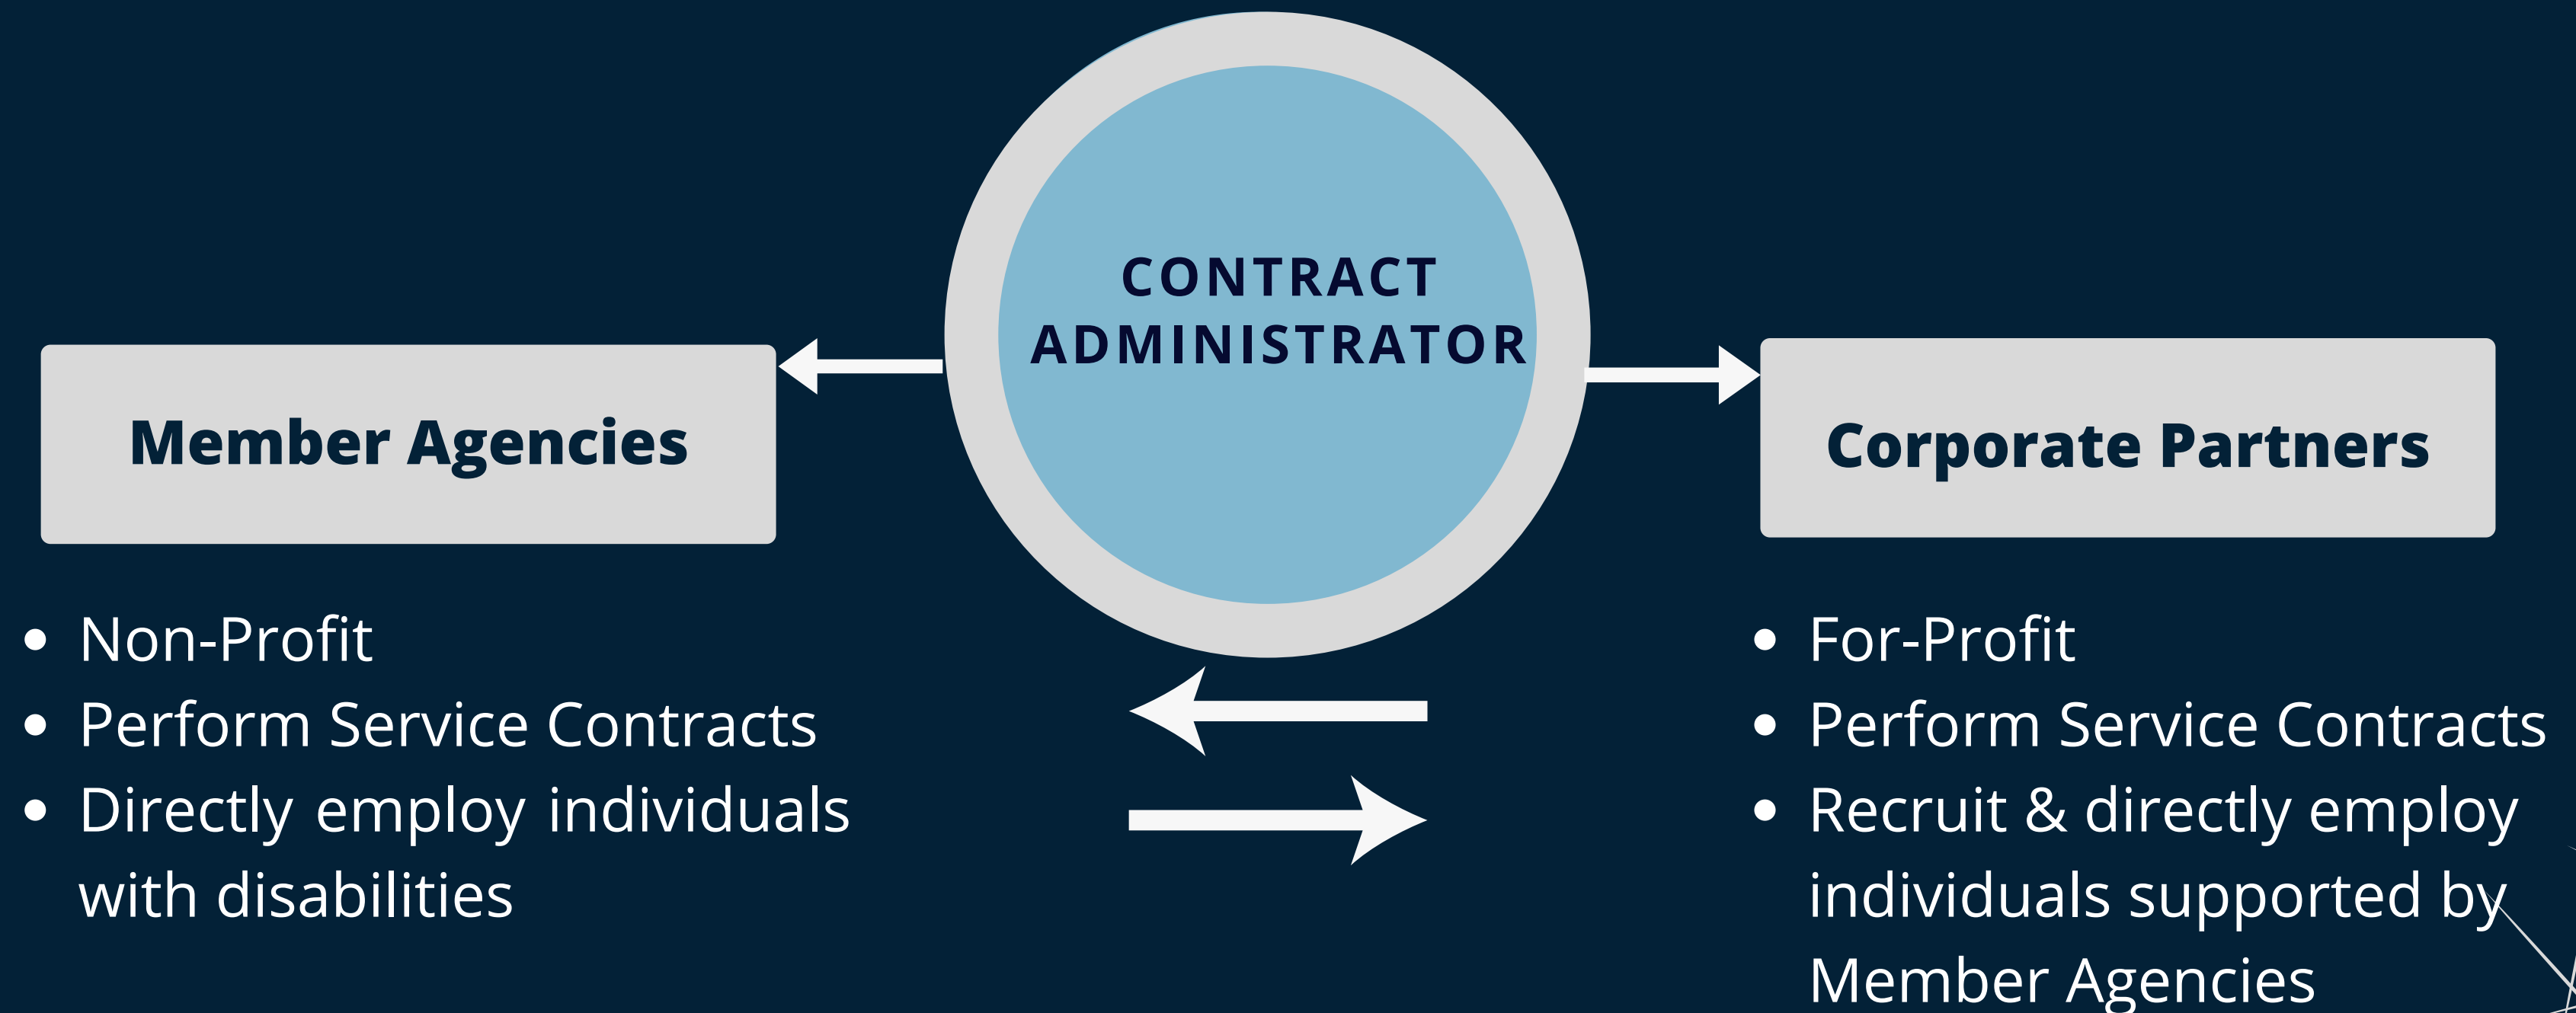 CONTRACT
ADMINISTRATOR
Member Agencies
• Non-Profit
• Perform Service Contracts
• Directly employ individuals
with disabilities
Corporate Partners
• For-Profit
• Perform Service Contracts
• Recruit & directly employ
individuals supported by
Member Agencies